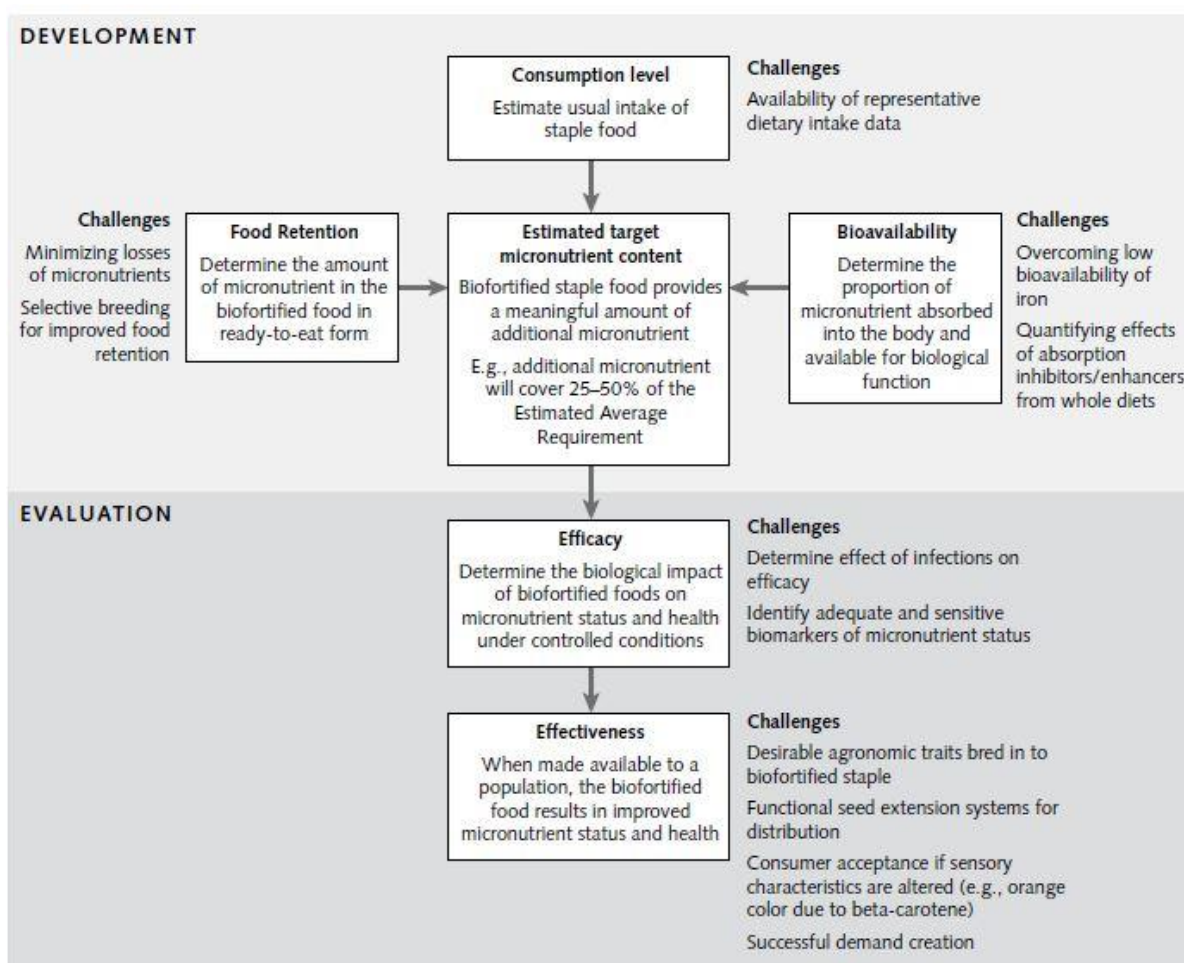 DEVELOPMENT
Consumption level
Estimate usual intake of
staple food
Challenges
Availability of representative
dietary intake data
Challenges
Minimizing losses
of micronutrients
Selective breeding
for improved food
retention
Food Retention
Determine the amount
of micronutrient in the
biofortified food in
ready-to-eat form
Estimated target
micronutrient content
Biofortified staple food provides
a meaningful amount of
additional micronutrient
E.g., additional micronutrient
will cover 25–50% of the
Estimated Average
Requirement
Bioavailability
Determine the
proportion of
micronutrient absorbed
into the body and
available for biological
function
Challenges
Overcoming low
bioavailability of
iron
Quantifying effects
of absorption
inhibitors/enhancers
from whole diets
EVALUATION
Efficacy
Determine the biological impact
of biofortified foods on
micronutrient status and health
under controlled conditions
Challenges
Determine effect of infections on
efficacy
Identify adequate and sensitive
biomarkers of micronutrient status
Effectiveness
When made available to a
population, the biofortified
food results in improved
micronutrient status and health
Challenges
Desirable agronomic traits bred in to
biofortified staple
Functional seed extension systems for
distribution
Consumer acceptance if sensory
characteristics are altered (e.g., orange
color due to beta-carotene)
Successful demand creation